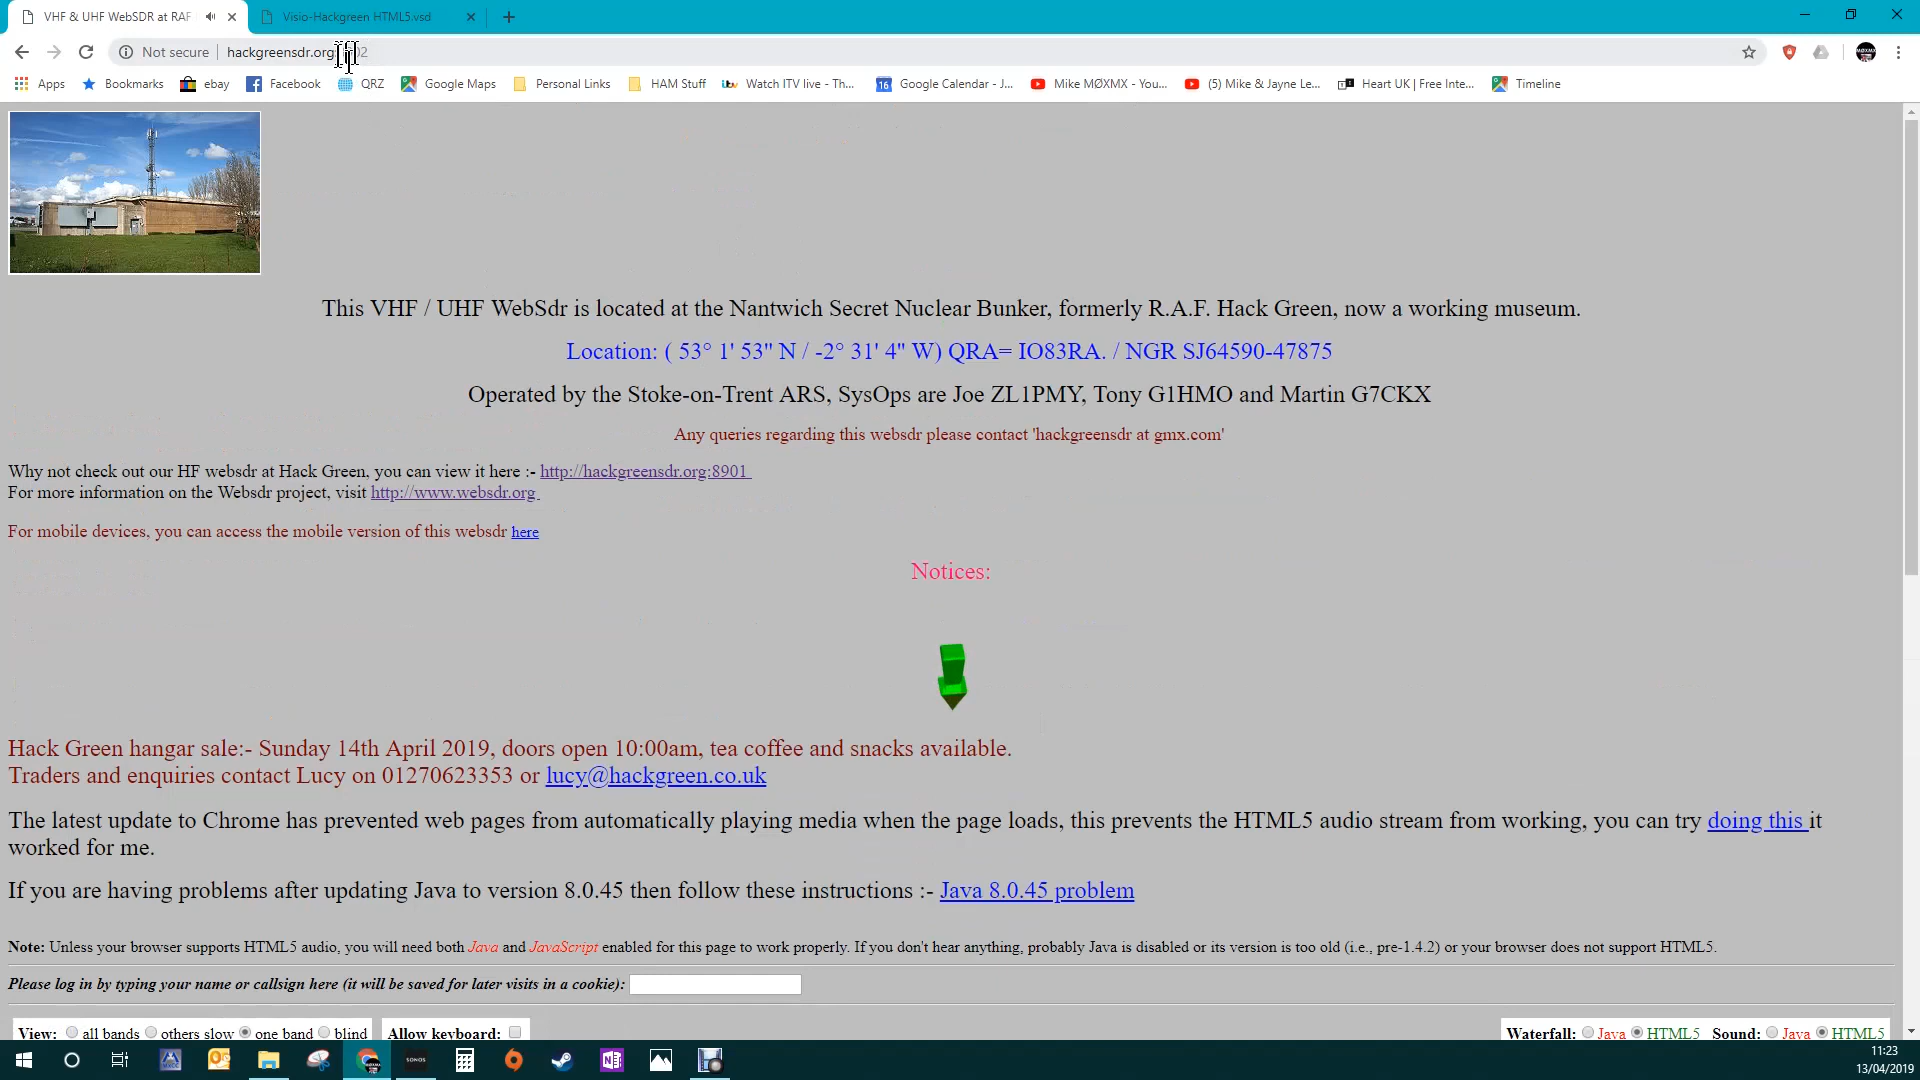 VHF & UHF WebSDR at RAF
Visio-Hackgreen HTML5.vsd
Not secure
hackgreensdr.org
Apps
Bookmarks
ebay
Facebook
QRZ
Google Maps
Personal Links
HAM Stuff
Watch ITV live - Th...
Google Calendar - J...
Mike MØXMX - You...
(5) Mike & Jayne Le...
Heart UK | Free Inte...
Timeline
This VHF / UHF WebSdr is located at the Nantwich Secret Nuclear Bunker, formerly R.A.F. Hack Green, now a working museum.
Location: ( 53° 1' 53" N / -2° 31' 4" W) QRA= IO83RA. / NGR SJ64590-47875
Operated by the Stoke-on-Trent ARS, SysOps are Joe ZL1PMY, Tony G1HMO and Martin G7CKX
Any queries regarding this websdr please contact 'hackgreensdr at gmx.com'
Why not check out our HF websdr at Hack Green, you can view it here :- http://hackgreensdr.org:8901
For more information on the Websdr project, visit http://www.websdr.org
For mobile devices, you can access the mobile version of this websdr here
Notices:
Hack Green hangar sale:- Sunday 14th April 2019, doors open 10:00am, tea coffee and snacks available.
Traders and enquiries contact Lucy on 01270623353 or lucy@hackgreen.co.uk
The latest update to Chrome has prevented web pages from automatically playing media when the page loads, this prevents the HTML5 audio stream from working, you can try doing this it
worked for me.
If you are having problems after updating Java to version 8.0.45 then follow these instructions :- Java 8.0.45 problem
Note: Unless your browser supports HTML5 audio, you will need both Java and JavaScript enabled for this page to work properly. If you don't hear anything, probably Java is disabled or its version is too old (i.e., pre-1.4.2) or your browser does not support HTML5.
Please log in by typing your name or callsign here (it will be saved for later visits in a cookie):
View: all bands others slow one band blind
Allow keyboard:
Waterfall: Java HTML5 Sound: Java HTML5
SONOS
11:23
13/04/2019